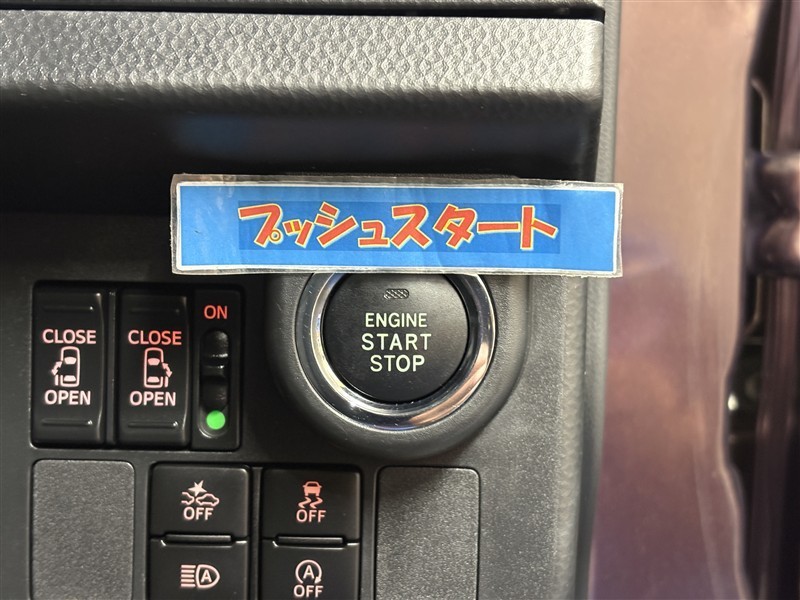 プッシュスタート
ENGINE
START
STOP
ON
CLOSE
OPEN
CLOSE
OPEN
OFF
OFF
A
A
OFF